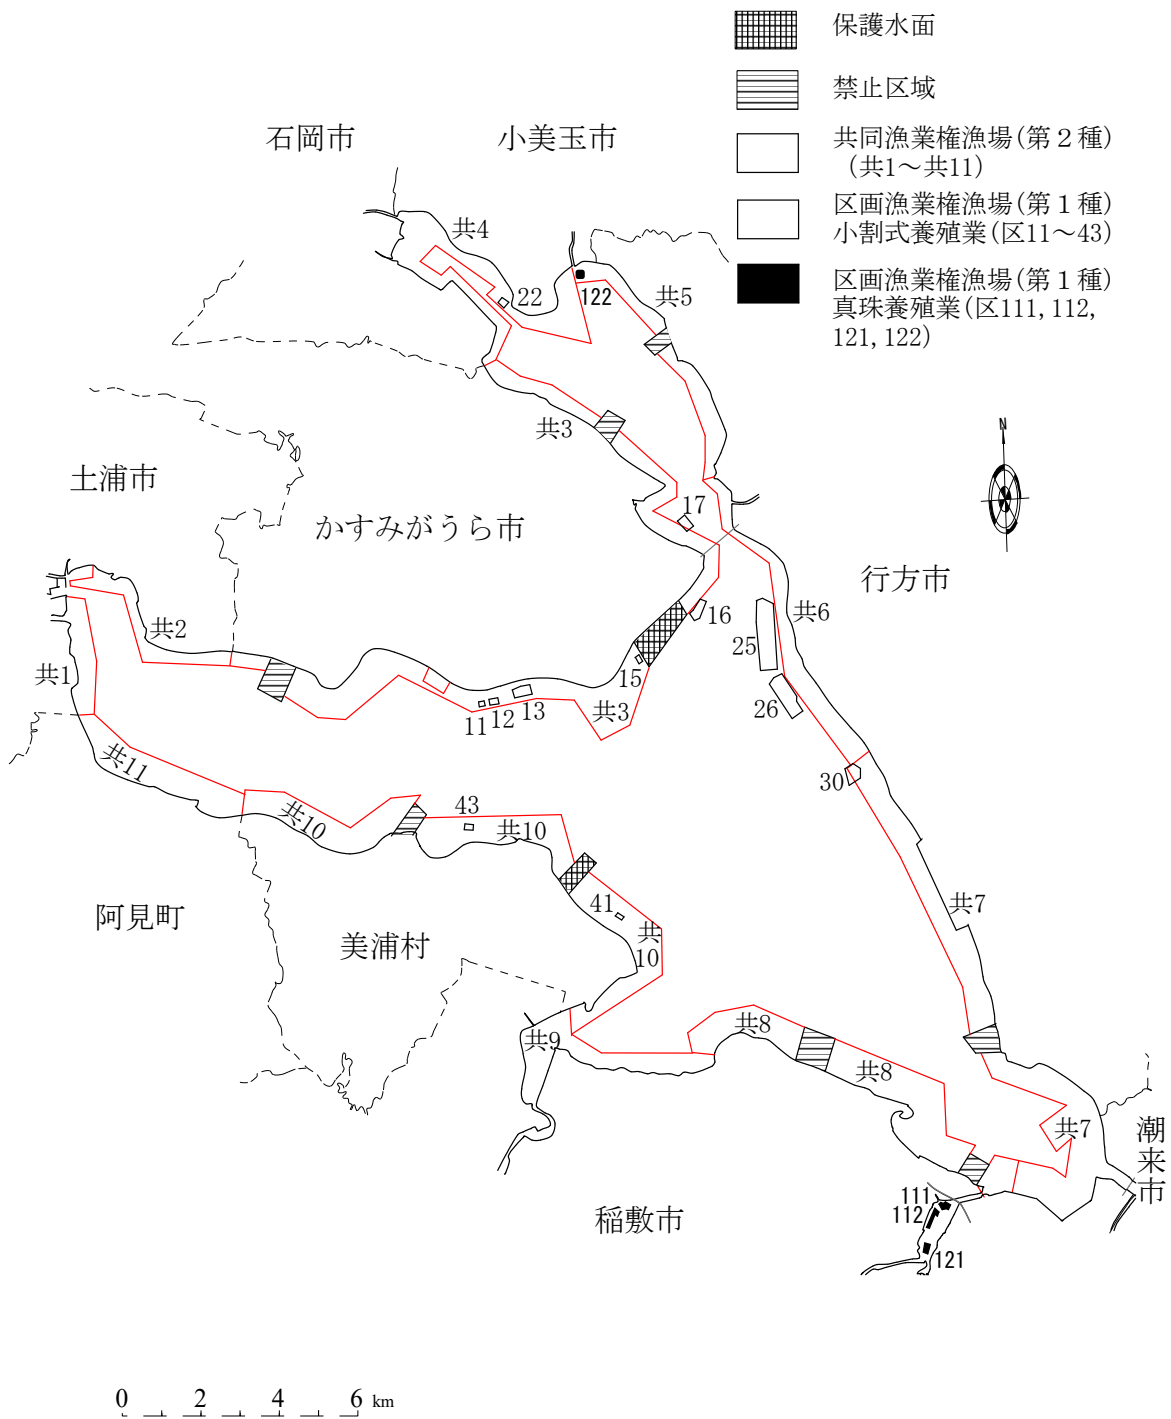 保護水面
禁止区域
共同漁業権漁場(第２種)
(共1～共11)
区画漁業権漁場(第１種)
小割式養殖業(区11～43)
区画漁業権漁場(第１種)
真珠養殖業(区111, 112,
121, 122)
石岡市
小美玉市
共4
22
122
共5
共3
土浦市
かすみがうら市
17
N
行方市
共2
16
共6
共1
15
25
11
12
13
共3
26
共11
30
43
共10
共10
阿見町
41
共7
美浦村
共
10
共9
共8
共8
共7
潮来市
111
112
稲敷市
121
0 2 4 6 km